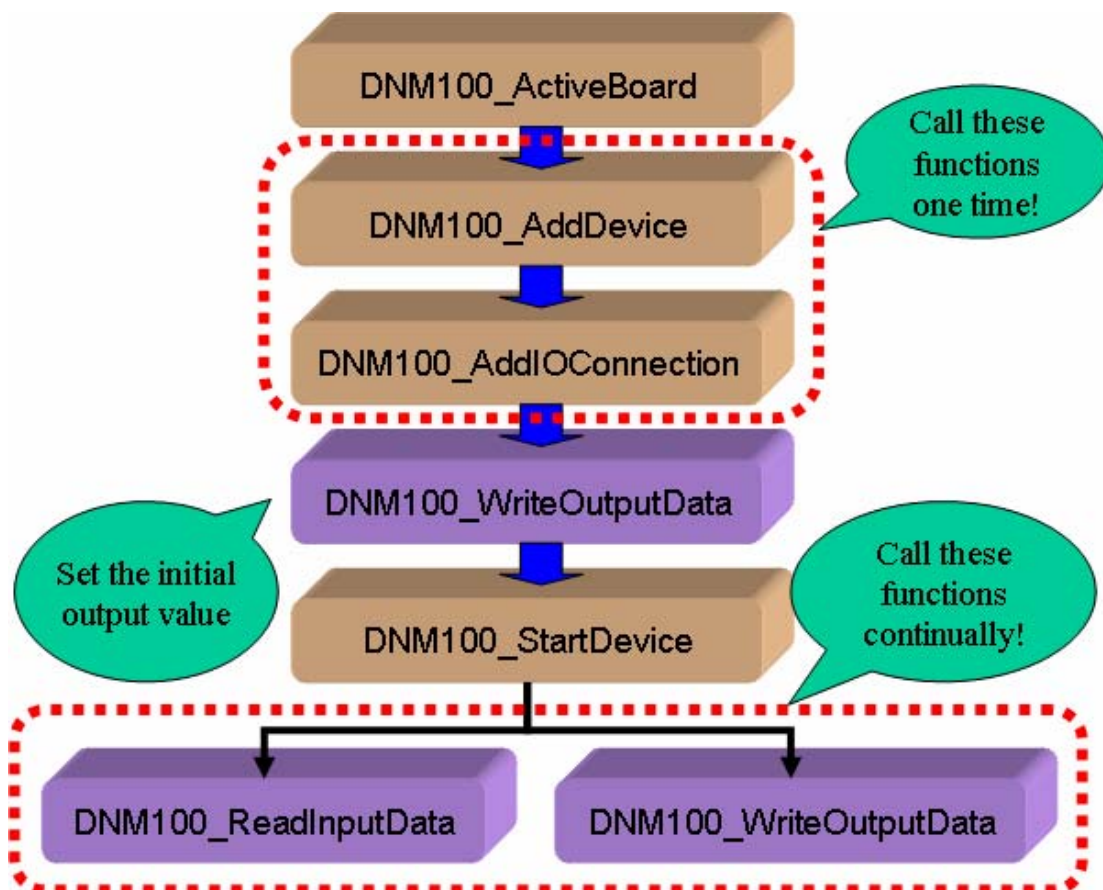 DNM100_ActiveBoard
Call these
functions
one time!
DNM100_AddDevice
DNM100_AddIOConnection
DNM100_WriteOutputData
Set the initial
output value
Call these
functions
continually!
DNM100_StartDevice
DNM100_ReadInputData
DNM100_WriteOutputData